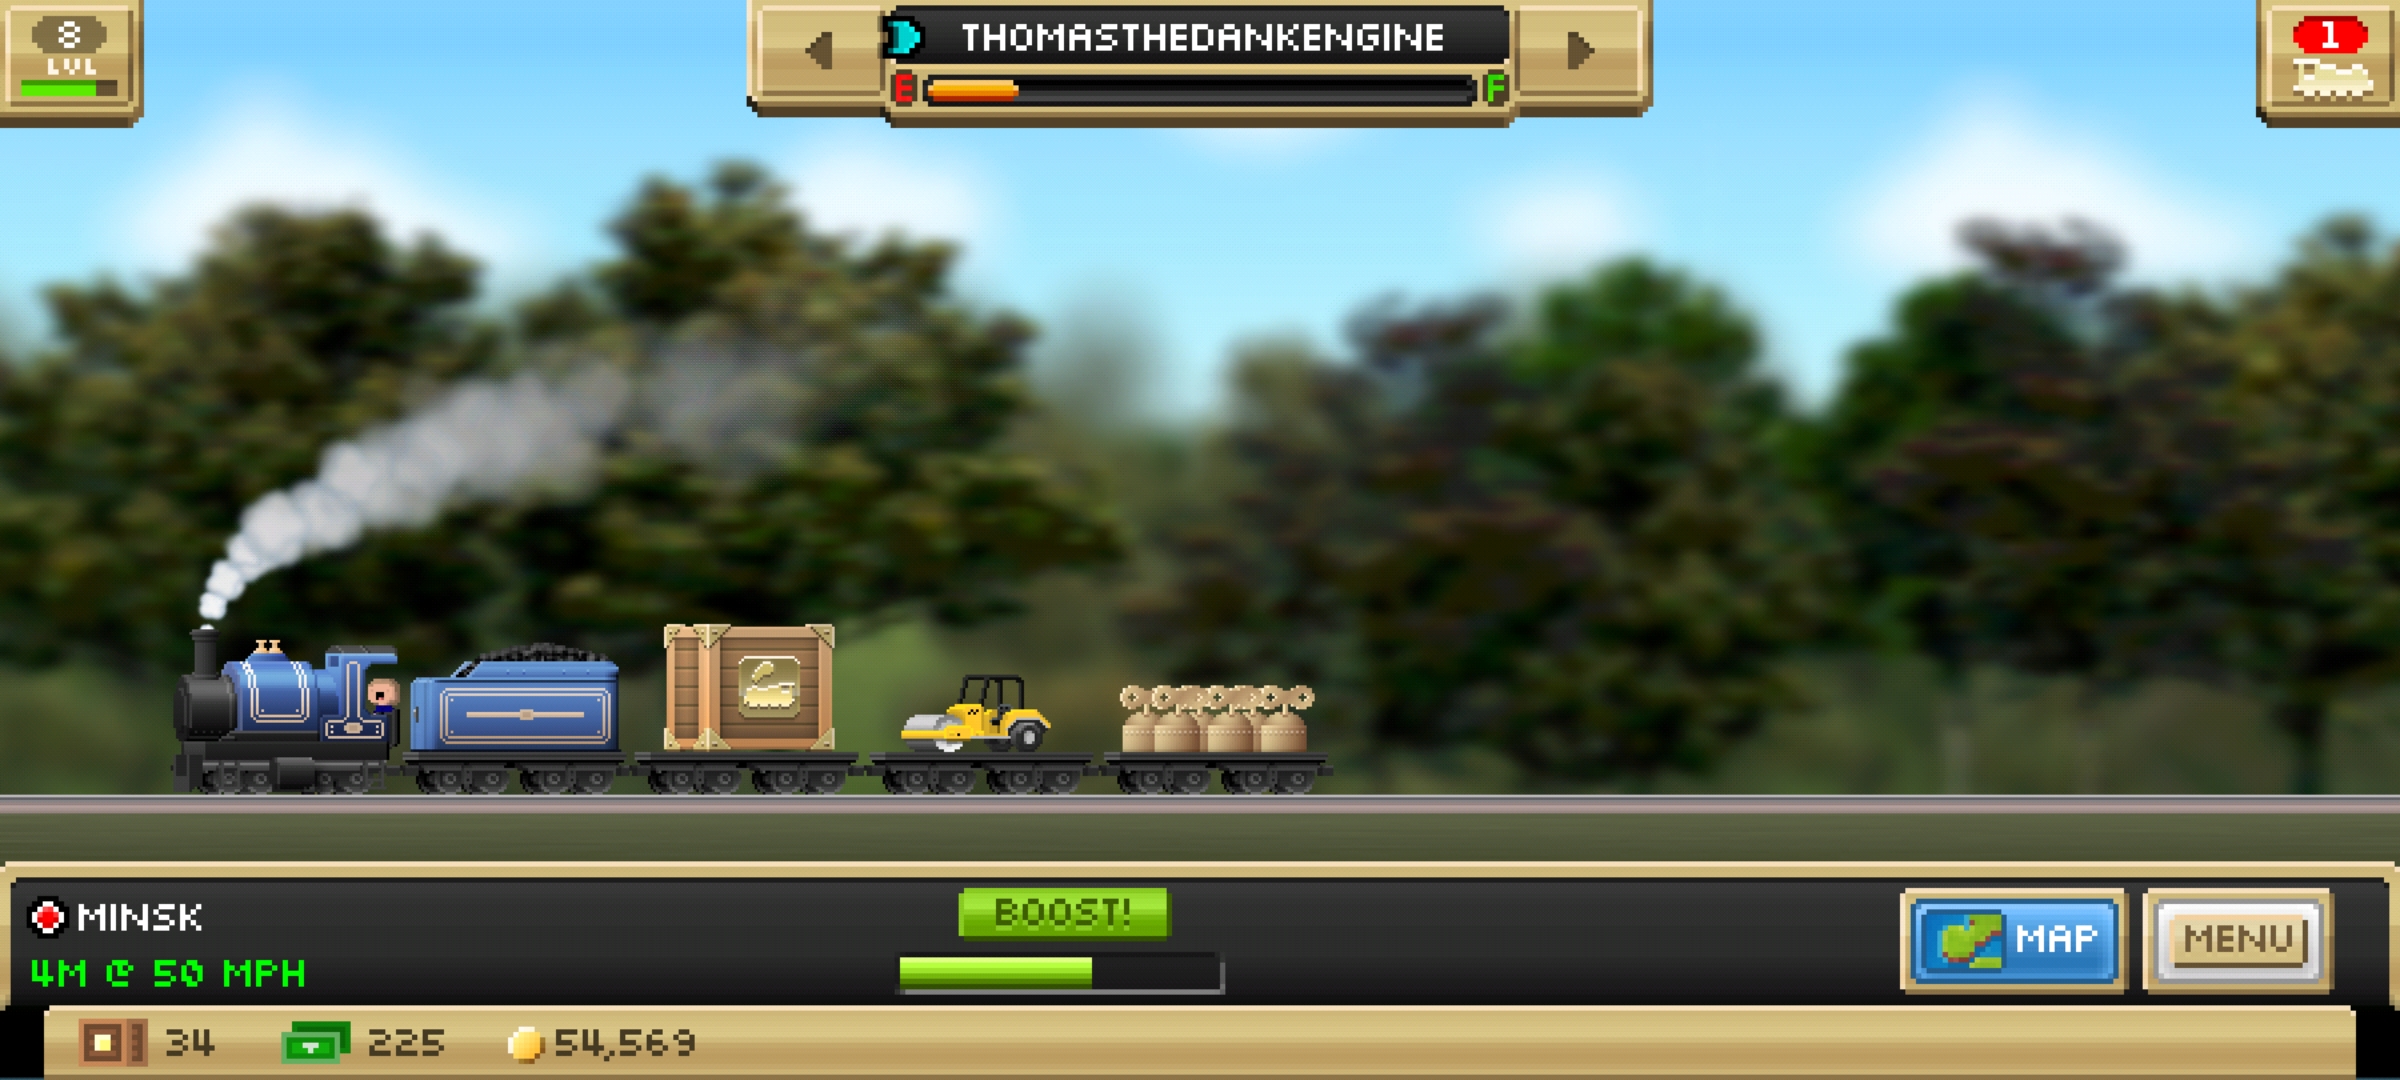 8
LVL
THOMASTHEDANKENGINE
E F
1
MINSK
4M @ 50 MPH
BOOST!
MAP
MENU
34 225 54,569